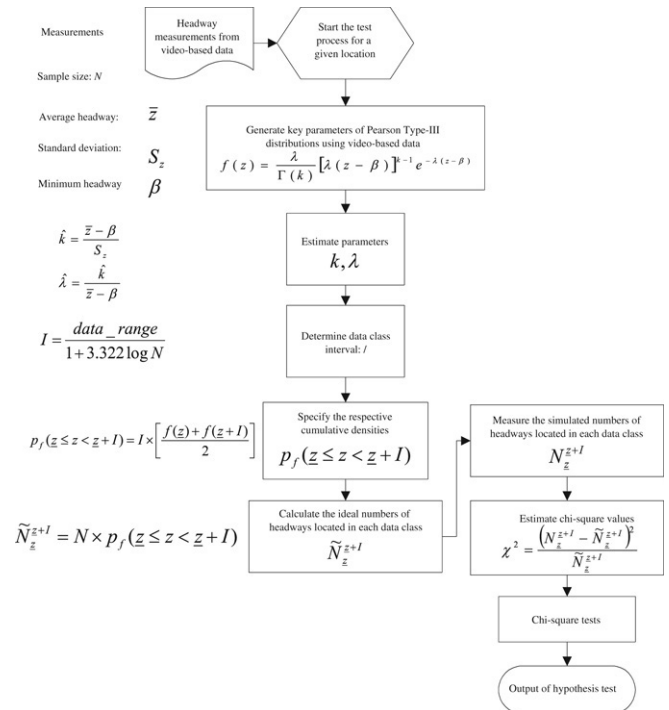 Measurements
Headway
measurements from
video-based data
Start the test
process for a
given location
Sample size: N
Average headway: z̅
Standard deviation: S_z
Minimum headway β
Generate key parameters of Pearson Type-III
distributions using video-based data
f(z) = λ/Γ(k) [λ(z − β)]^{k−1} e^{−λ(z−β)}
k̂ = (z̅ − β)/S_z
λ̂ = k̂/(z̅ − β)
Estimate parameters
k, λ
I = data_range/(1 + 3.322 log N)
Determine data class
interval: I
p_f(z̲ ≤ z < z̲ + I) = I × [(f(z̲) + f(z̲ + I))/2]
Specify the respective
cumulative densities
p_f(z̲ ≤ z < z̲ + I)
Ñ_z̲^{z̲+I} = N × p_f(z̲ ≤ z < z̲ + I)
Calculate the ideal numbers of
headways located in each data class
Ñ_z̲^{z̲+I}
Measure the simulated numbers of
headways located in each data class
N_z̲^{z̲+I}
Estimate chi-square values
χ² = (N_z̲^{z̲+I} − Ñ_z̲^{z̲+I})²/Ñ_z̲^{z̲+I}
Chi-square tests
Output of hypothesis test